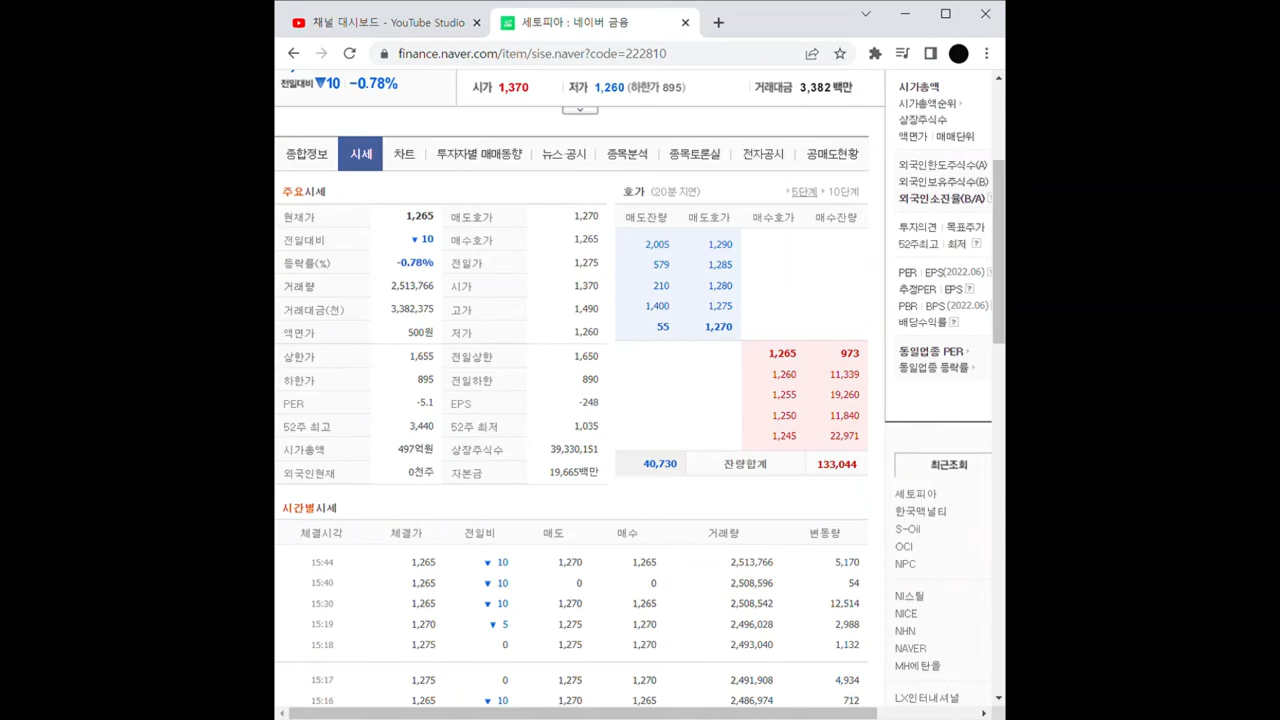 채널 대시보드 - YouTube Studio
세토피아 : 네이버 금융
finance.naver.com/item/sise.naver?code=222810
전일대비 ▼10 -0.78%
시가 1,370 저가 1,260 (하한가 895) 거래대금 3,382 백만
종합정보 시세 차트 투자자별 매매동향 뉴스·공시 종목분석 종목토론실 전자공시 공매도현황
주요시세
현재가 1,265 매도호가 1,270
전일대비 ▼ 10 매수호가 1,265
등락률(%) -0.78% 전일가 1,275
거래량 2,513,766 시가 1,370
거래대금(천) 3,382,375 고가 1,490
액면가 500원 저가 1,260
상한가 1,655 전일상한 1,650
하한가 895 전일하한 890
PER -5.1 EPS -248
52주 최고 3,440 52주 최저 1,035
시가총액 497억원 상장주식수 39,330,151
외국인현재 0천주 자본금 19,665백만
호가 (20분 지연) 5단계 10단계
매도잔량 매도호가 매수호가 매수잔량
2,005 1,290
579 1,285
210 1,280
1,400 1,275
55 1,270
1,265 973
1,260 11,339
1,255 19,260
1,250 11,840
1,245 22,971
40,730 잔량합계 133,044
시간별시세
체결시각 체결가 전일비 매도 매수 거래량 변동량
15:44 1,265 ▼ 10 1,270 1,265 2,513,766 5,170
15:40 1,265 ▼ 10 0 0 2,508,596 54
15:30 1,265 ▼ 10 1,270 1,265 2,508,542 12,514
15:19 1,270 ▼ 5 1,275 1,270 2,496,028 2,988
15:18 1,275 0 1,275 1,270 2,493,040 1,132
15:17 1,275 0 1,275 1,270 2,491,908 4,934
15:16 1,265 ▼ 10 1,270 1,265 2,486,974 712
시가총액
시가총액순위
상장주식수
액면가 매매단위
외국인한도주식수(A)
외국인보유주식수(B)
외국인소진율(B/A) ?
투자의견 목표주가
52주최고 최저 ?
PER EPS(2022.06) ?
추정PER EPS ?
PBR BPS (2022.06)
배당수익률 ?
동일업종 PER
동일업종 등락률
최근조회
세토피아
한국맥널티
S-Oil
OCI
NPC
NI스틸
NICE
NHN
NAVER
MH에탄올
LX인터내셔널